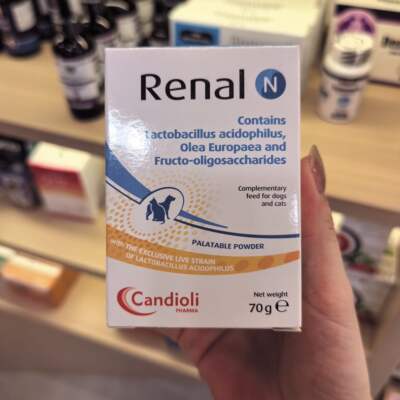 Renal N
Contains
Lactobacillus acidophilus,
Olea Europaea and
Fructo-oligosaccharides
Complementary
feed for dogs
and cats
PALATABLE POWDER
with THE EXCLUSIVE LIVE STRAIN
OF LACTOBACILLUS ACIDOPHILUS
Candioli
PHARMA
Net weight
70 g ℮